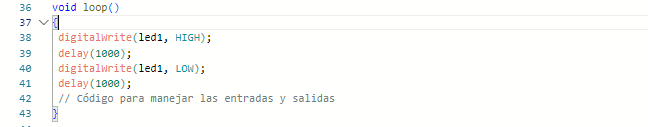 36 void loop()
37 {
38 digitalWrite(led1, HIGH);
39 delay(1000);
40 digitalWrite(led1, LOW);
41 delay(1000);
42 // Código para manejar las entradas y salidas
43 }